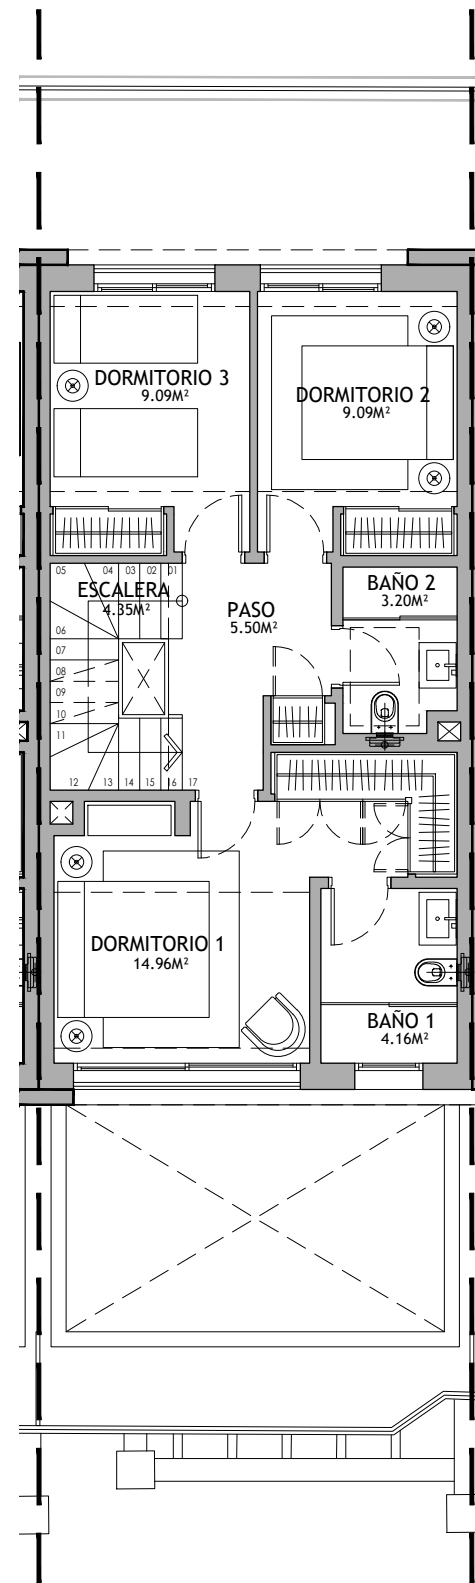 DORMITORIO 3
9.09M²
DORMITORIO 2
9.09M²
05
04
03
02
01
ESCALERA
4.35M²
PASO
5.50M²
BAÑO 2
3.20M²
06
07
08
09
10
11
12
13
14
15
16
17
DORMITORIO 1
14.96M²
BAÑO 1
4.16M²